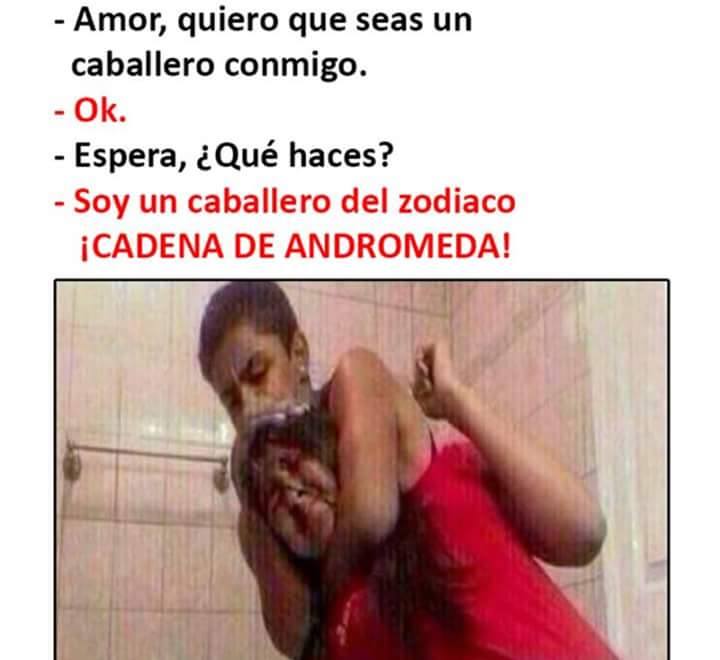 - Amor, quiero que seas un
caballero conmigo.
- Ok.
- Espera, ¿Qué haces?
- Soy un caballero del zodiaco
¡CADENA DE ANDROMEDA!